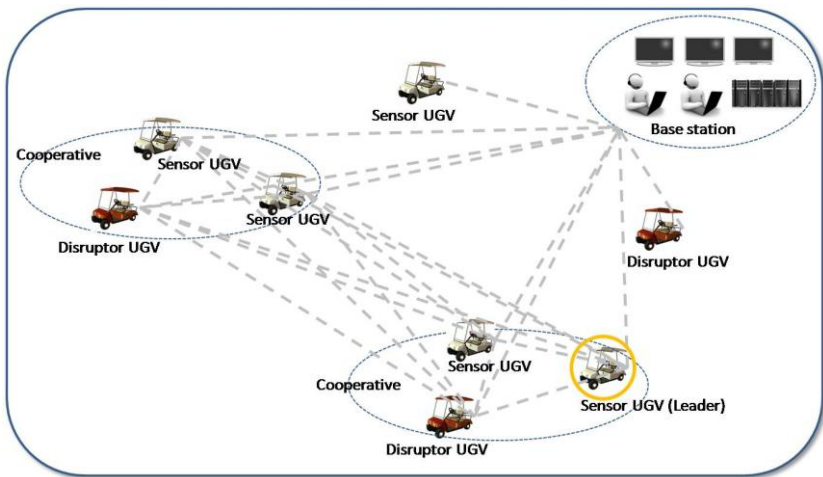 Sensor UGV
Base station
Cooperative
Sensor UGV
Sensor UGV
Disruptor UGV
Disruptor UGV
Sensor UGV
Cooperative
Sensor UGV (Leader)
Disruptor UGV